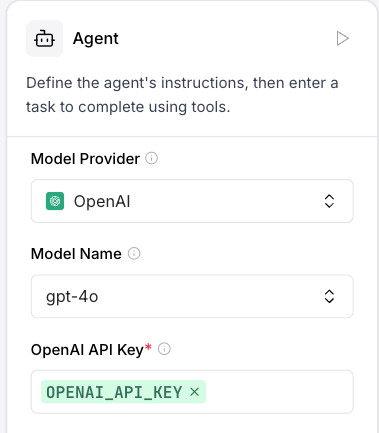 Agent
Define the agent's instructions, then enter a
task to complete using tools.
Model Provider
OpenAI
Model Name
gpt-4o
OpenAI API Key*
OPENAI_API_KEY ×